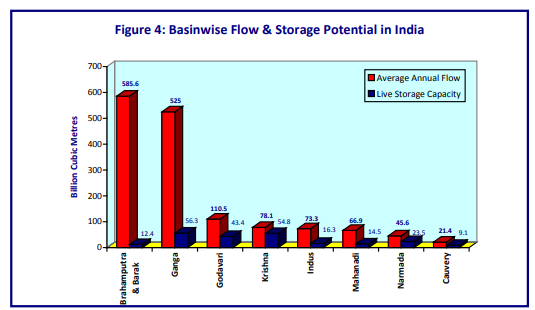 Figure 4: Basinwise Flow & Storage Potential in India
Billion Cubic Metres
700
600
500
400
300
200
100
0
585.6
12.4
525
56.3
110.5
43.4
78.1
54.8
73.3
16.3
66.9
14.5
45.6
23.5
21.4
9.1
Average Annual Flow
Live Storage Capacity
Brahamputra
& Barak
Ganga
Godavari
Krishna
Indus
Mahanadi
Narmada
Cauvery